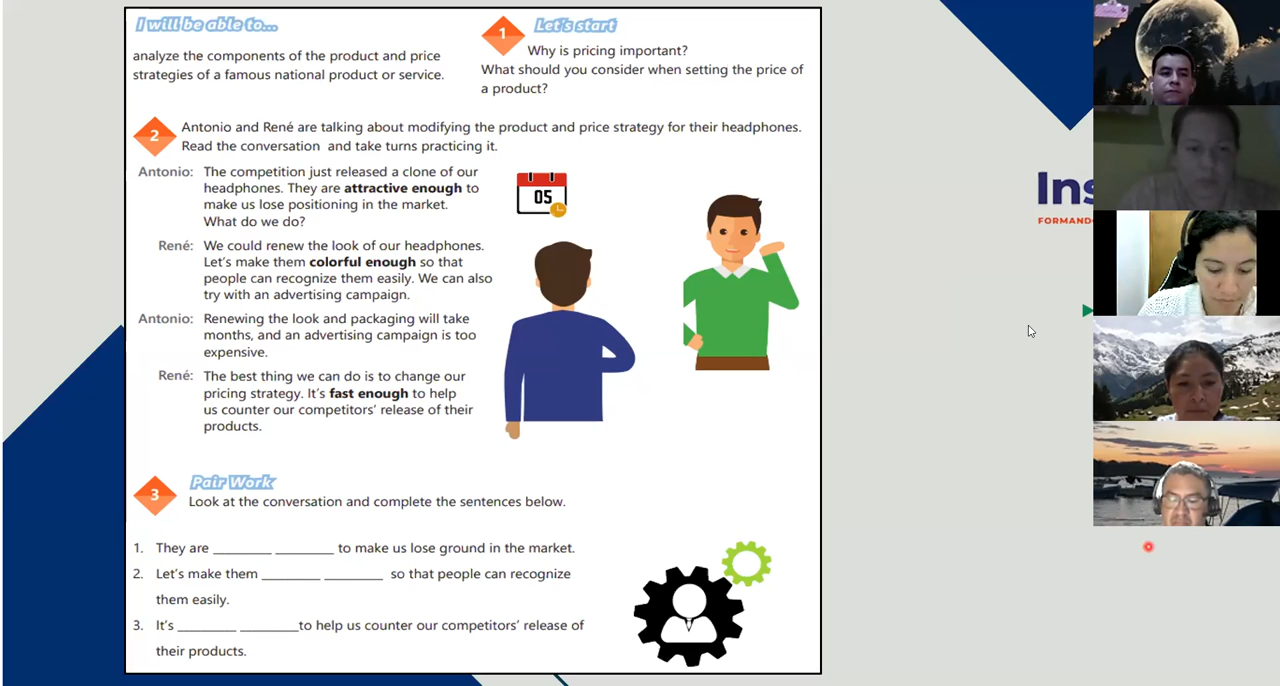 I will be able to...
analyze the components of the product and price
strategies of a famous national product or service.
1
Let's start
Why is pricing important?
What should you consider when setting the price of
a product?
2
Antonio and René are talking about modifying the product and price strategy for their headphones.
Read the conversation and take turns practicing it.
Antonio: The competition just released a clone of our
headphones. They are attractive enough to
make us lose positioning in the market.
What do we do?
René: We could renew the look of our headphones.
Let's make them colorful enough so that
people can recognize them easily. We can also
try with an advertising campaign.
Antonio: Renewing the look and packaging will take
months, and an advertising campaign is too
expensive.
René: The best thing we can do is to change our
pricing strategy. It's fast enough to help
us counter our competitors' release of their
products.
05
3
Pair Work
Look at the conversation and complete the sentences below.
1. They are ________ ________ to make us lose ground in the market.
2. Let's make them ________ ________ so that people can recognize
them easily.
3. It's ________ ________to help us counter our competitors' release of
their products.
Ins
FORMAND